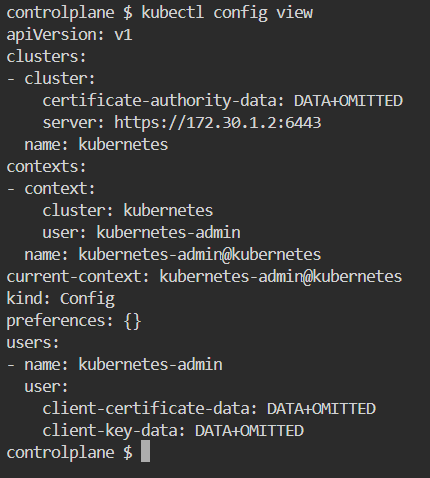 controlplane $ kubectl config view
apiVersion: v1
clusters:
- cluster:
    certificate-authority-data: DATA+OMITTED
    server: https://172.30.1.2:6443
  name: kubernetes
contexts:
- context:
    cluster: kubernetes
    user: kubernetes-admin
  name: kubernetes-admin@kubernetes
current-context: kubernetes-admin@kubernetes
kind: Config
preferences: {}
users:
- name: kubernetes-admin
  user:
    client-certificate-data: DATA+OMITTED
    client-key-data: DATA+OMITTED
controlplane $